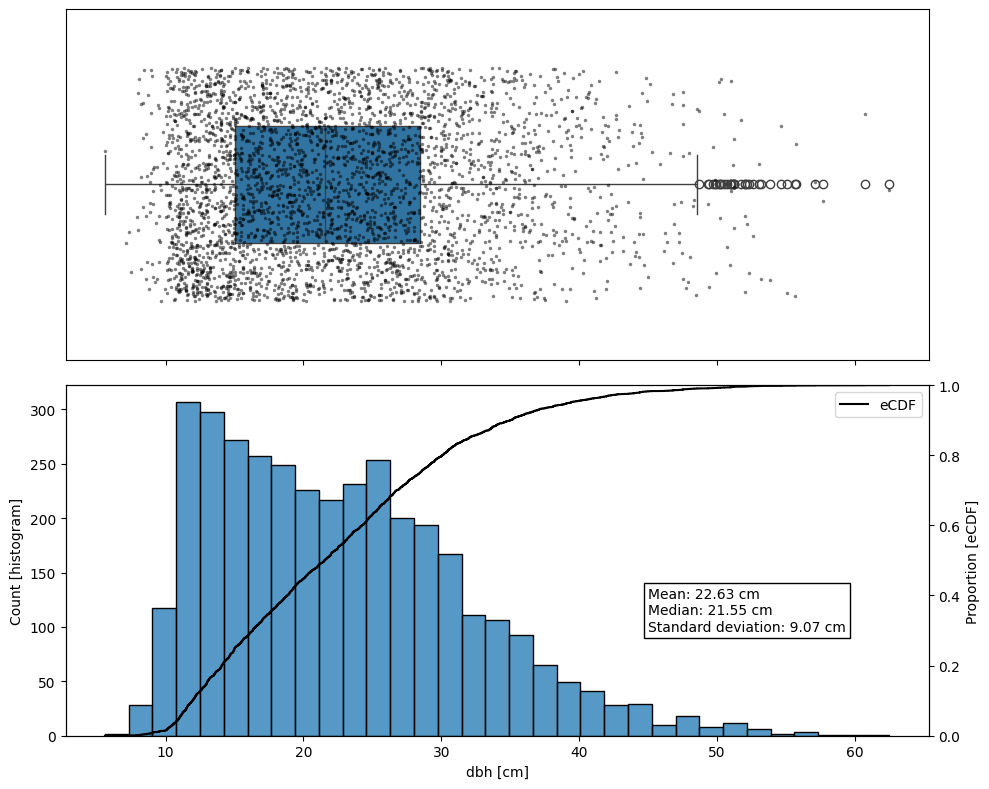 300
250
200
150
100
50
0
Count [histogram]
eCDF
1.0
0.8
0.6
0.4
0.2
0.0
Proportion [eCDF]
Mean: 22.63 cm
Median: 21.55 cm
Standard deviation: 9.07 cm
10
20
30
40
50
60
dbh [cm]